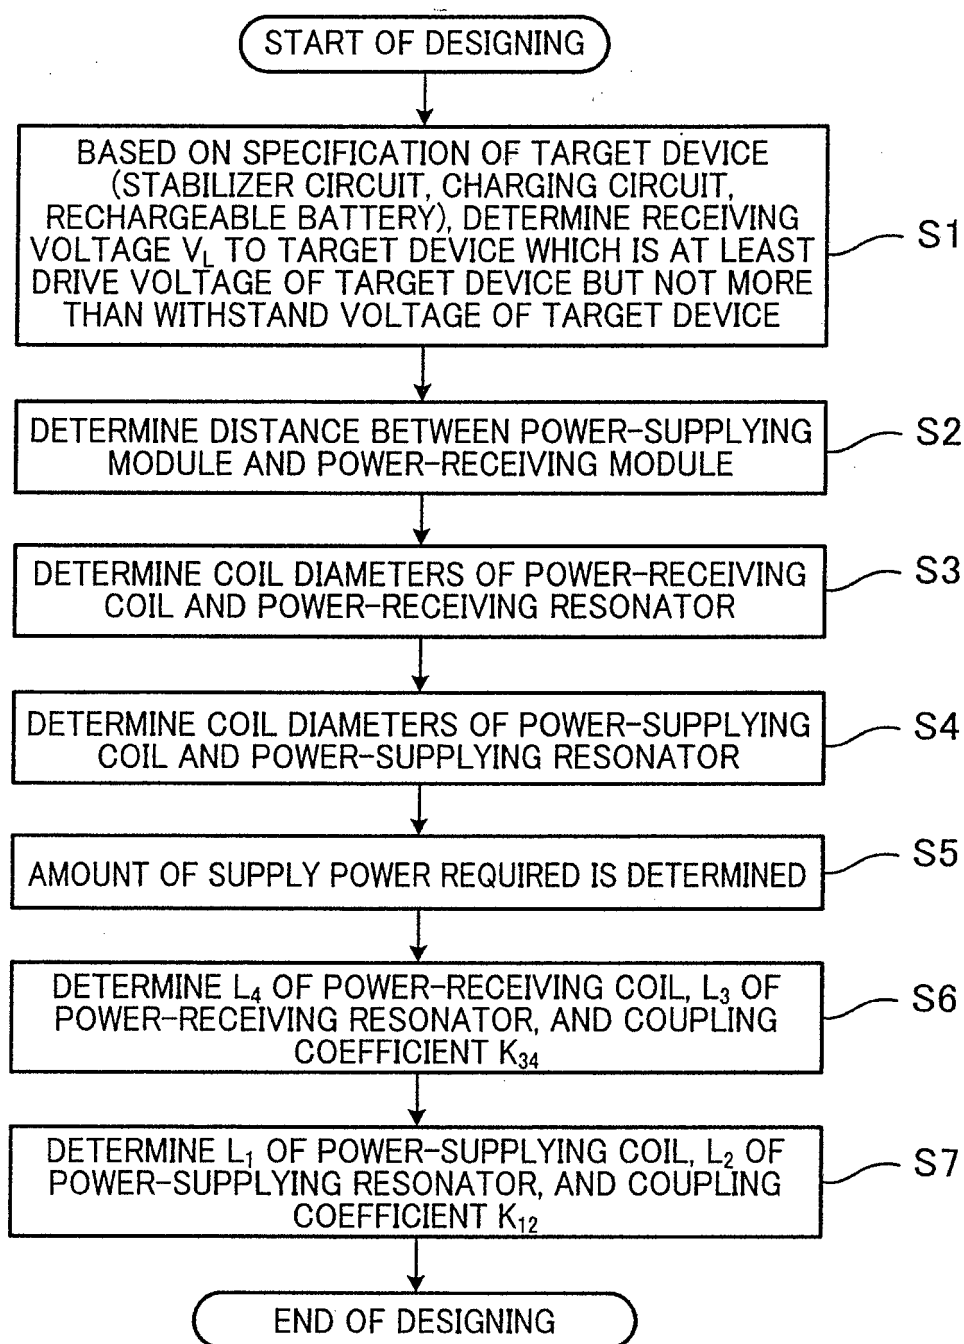 START OF DESIGNING
BASED ON SPECIFICATION OF TARGET DEVICE
(STABILIZER CIRCUIT, CHARGING CIRCUIT,
RECHARGEABLE BATTERY), DETERMINE RECEIVING
VOLTAGE V_L TO TARGET DEVICE WHICH IS AT LEAST
DRIVE VOLTAGE OF TARGET DEVICE BUT NOT MORE
THAN WITHSTAND VOLTAGE OF TARGET DEVICE
S1
DETERMINE DISTANCE BETWEEN POWER-SUPPLYING
MODULE AND POWER-RECEIVING MODULE
S2
DETERMINE COIL DIAMETERS OF POWER-RECEIVING
COIL AND POWER-RECEIVING RESONATOR
S3
DETERMINE COIL DIAMETERS OF POWER-SUPPLYING
COIL AND POWER-SUPPLYING RESONATOR
S4
AMOUNT OF SUPPLY POWER REQUIRED IS DETERMINED
S5
DETERMINE L₄ OF POWER-RECEIVING COIL, L₃ OF
POWER-RECEIVING RESONATOR, AND COUPLING
COEFFICIENT K₃₄
S6
DETERMINE L₁ OF POWER-SUPPLYING COIL, L₂ OF
POWER-SUPPLYING RESONATOR, AND COUPLING
COEFFICIENT K₁₂
S7
END OF DESIGNING